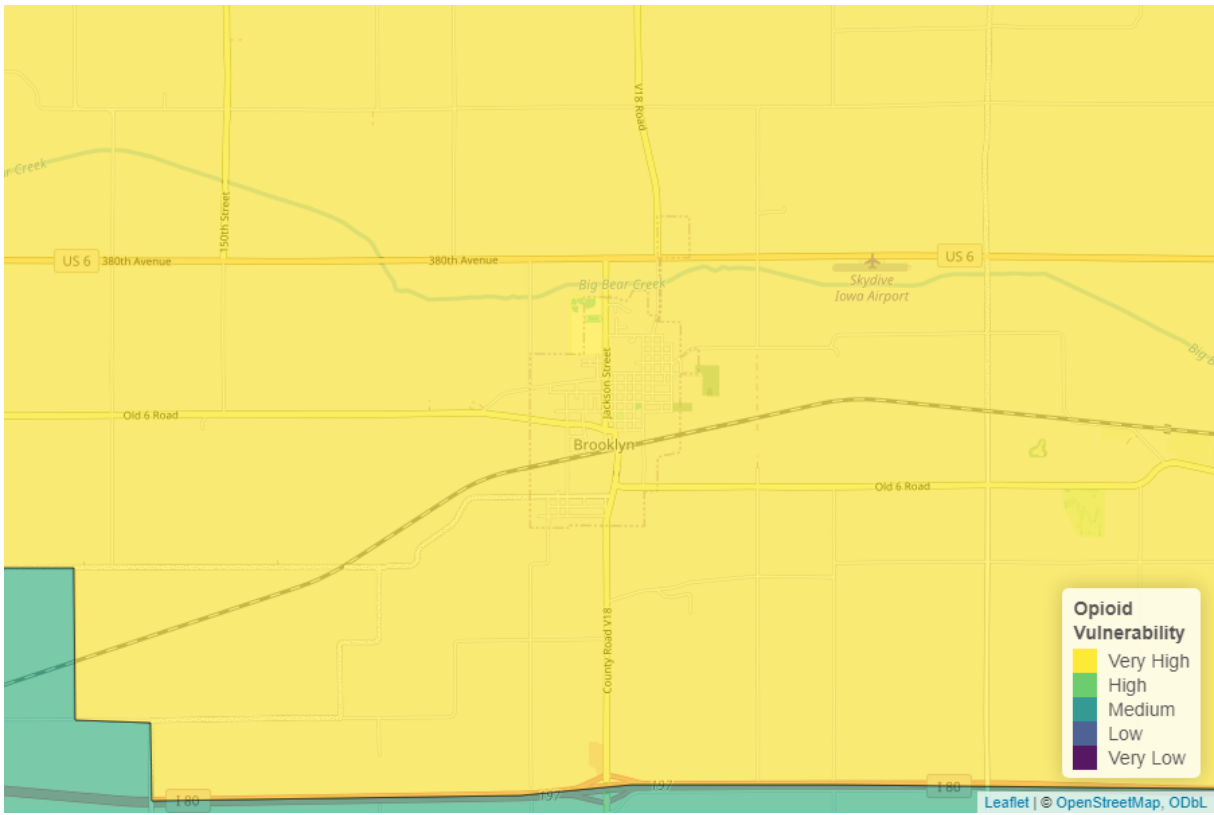 V18 Road
r Creek
150th Street
US 6
380th Avenue
380th Avenue
US 6
Big Bear Creek
Skydive
Iowa Airport
Big B
Jackson Street
Old 6 Road
Brooklyn
Old 6 Road
County Road V18
Opioid
Vulnerability
Very High
High
Medium
Low
Very Low
I 80
197
197
I 80
Leaflet | © OpenStreetMap, ODbL